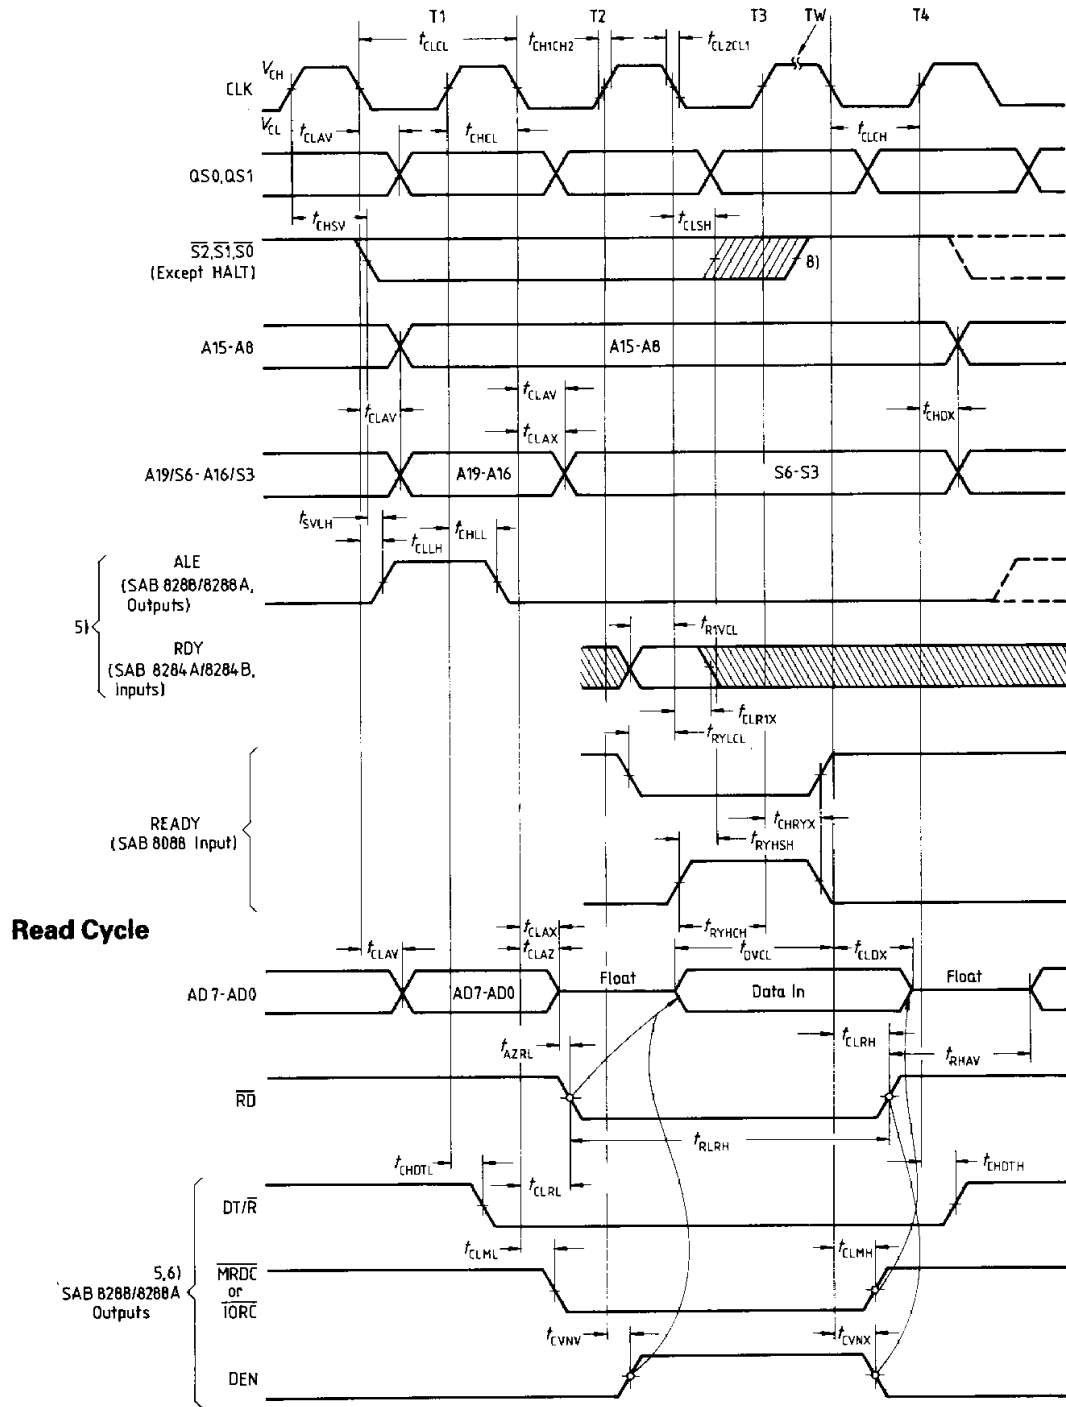 T1 T2 T3 TW T4
tCLCL tCH1CH2 tCL2CL1
VCH
CLK
VCL tCLAV tCHCL tCLCH
QS0,QS1
tCHSV tCLSH
S2,S1,S0
(Except HALT)
8)
A15-A8 A15-A8
tCLAV tCLAV tCHDX
tCLAX
A19/S6-A16/S3 A19-A16 S6-S3
tSVLH tCLLH tCHLL
ALE
(SAB 8288/8288A,
Outputs)
5)
tR1VCL
RDY
(SAB 8284A/8284B,
Inputs)
tCLR1X
tRYLCL
READY
(SAB 8088 Input)
tCHRYX
tRYHSH
Read Cycle
tCLAX tRYHCH
tCLAV tCLAZ tDVCL tCLDX
AD7-AD0 AD7-AD0 Float Data In Float
tAZRL tCLRH tRHAV
RD
tRLRH
tCHDTL tCLRL tCHDTH
DT/R
tCLML tCLMH
5,6)
SAB 8288/8288A
Outputs
MRDC
or
IORC
tCVNV tCVNX
DEN